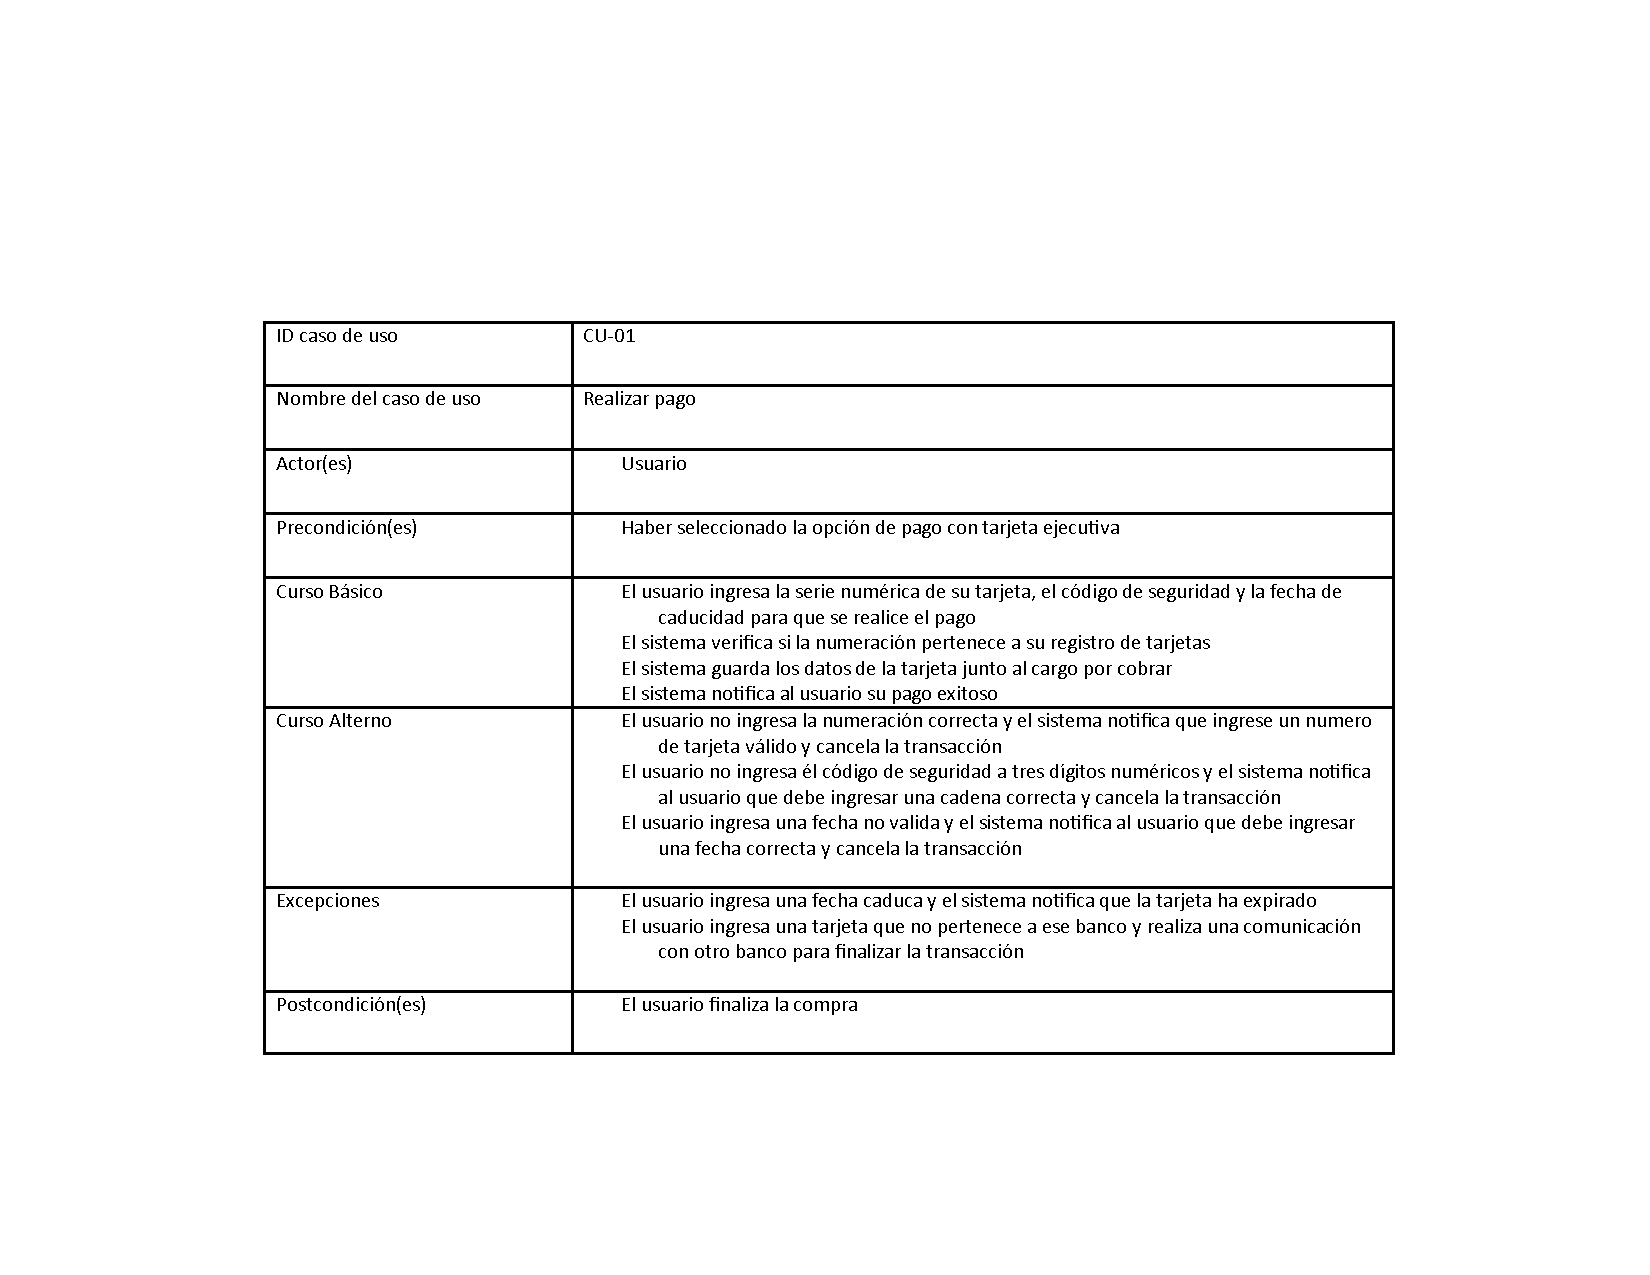 ID caso de uso
CU-01
Nombre del caso de uso
Realizar pago
Actor(es)
Usuario
Precondición(es)
Haber seleccionado la opción de pago con tarjeta ejecutiva
Curso Básico
El usuario ingresa la serie numérica de su tarjeta, el código de seguridad y la fecha de
caducidad para que se realice el pago
El sistema verifica si la numeración pertenece a su registro de tarjetas
El sistema guarda los datos de la tarjeta junto al cargo por cobrar
El sistema notifica al usuario su pago exitoso
Curso Alterno
El usuario no ingresa la numeración correcta y el sistema notifica que ingrese un numero
de tarjeta válido y cancela la transacción
El usuario no ingresa él código de seguridad a tres dígitos numéricos y el sistema notifica
al usuario que debe ingresar una cadena correcta y cancela la transacción
El usuario ingresa una fecha no valida y el sistema notifica al usuario que debe ingresar
una fecha correcta y cancela la transacción
Excepciones
El usuario ingresa una fecha caduca y el sistema notifica que la tarjeta ha expirado
El usuario ingresa una tarjeta que no pertenece a ese banco y realiza una comunicación
con otro banco para finalizar la transacción
Postcondición(es)
El usuario finaliza la compra